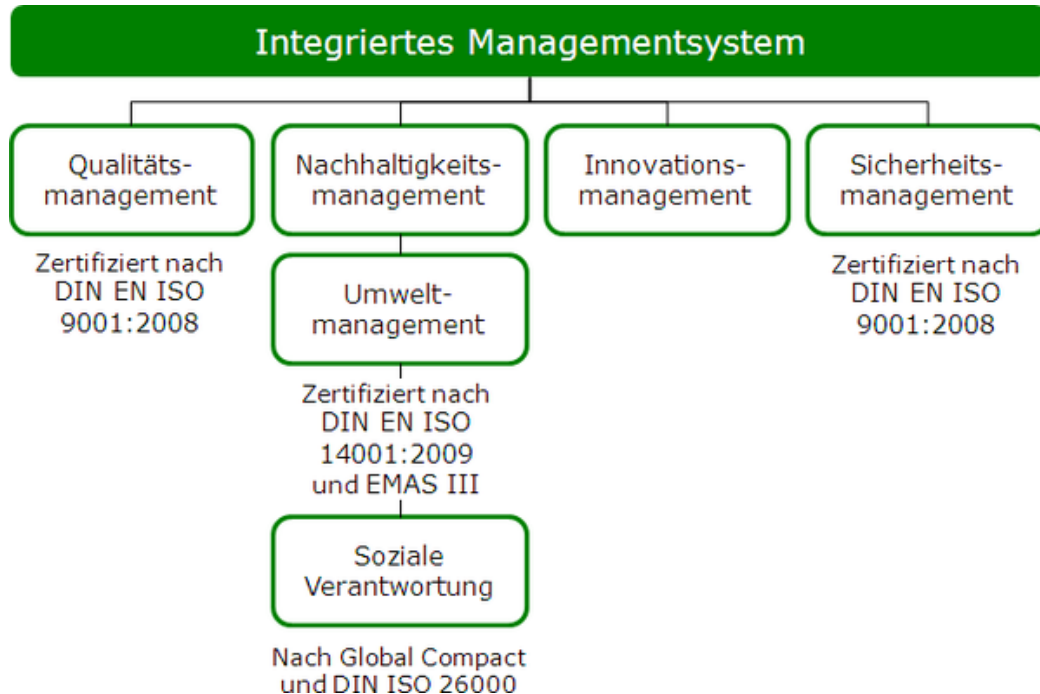 Integriertes Managementsystem
Qualitäts-
management
Zertifiziert nach
DIN EN ISO
9001:2008
Nachhaltigkeits-
management
Umwelt-
management
Zertifiziert nach
DIN EN ISO
14001:2009
und EMAS III
Soziale
Verantwortung
Nach Global Compact
und DIN ISO 26000
Innovations-
management
Sicherheits-
management
Zertifiziert nach
DIN EN ISO
9001:2008